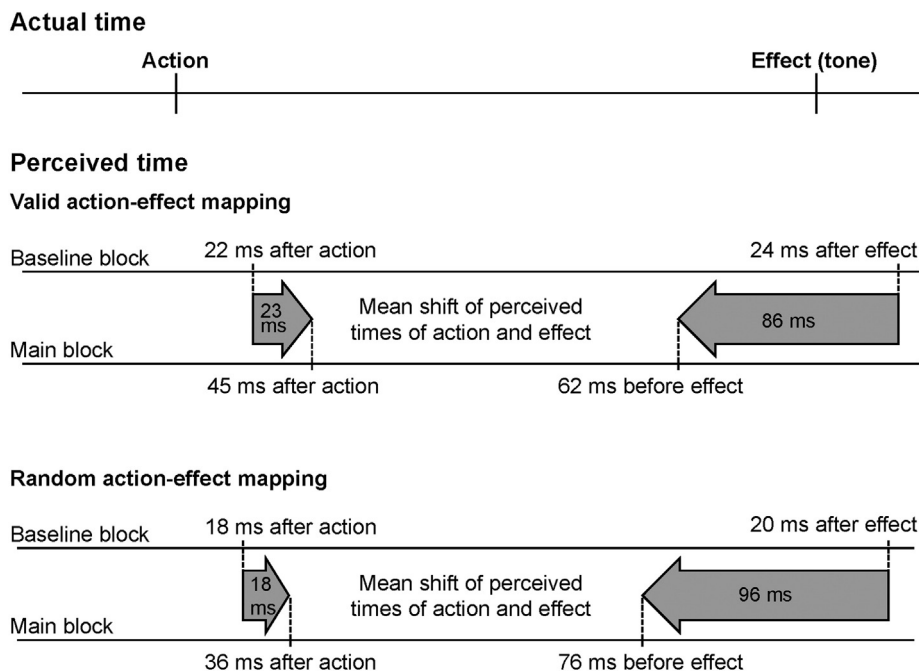 Actual time
Action
Effect (tone)
Perceived time
Valid action-effect mapping
Baseline block
22 ms after action
24 ms after effect
23
ms
Mean shift of perceived
times of action and effect
86 ms
Main block
45 ms after action
62 ms before effect
Random action-effect mapping
Baseline block
18 ms after action
20 ms after effect
18
ms
Mean shift of perceived
times of action and effect
96 ms
Main block
36 ms after action
76 ms before effect